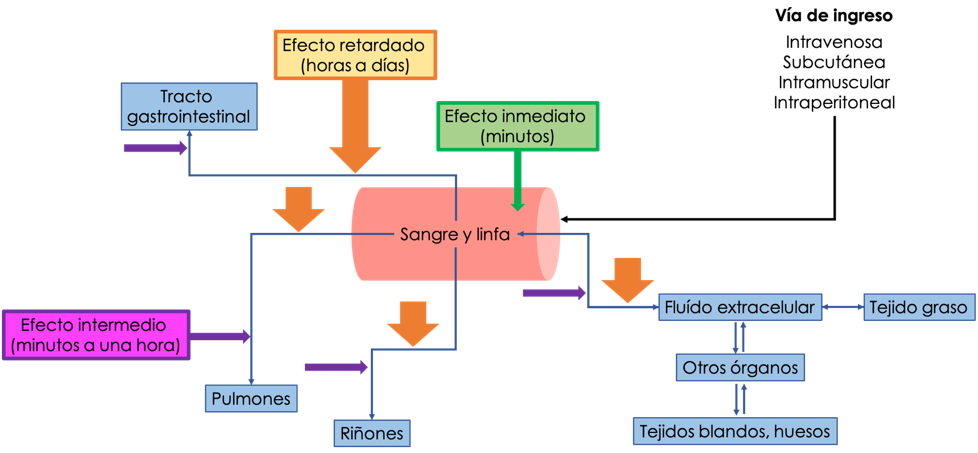 Vía de ingreso
Intravenosa
Subcutánea
Intramuscular
Intraperitoneal
Efecto retardado
(horas a días)
Tracto
gastrointestinal
Efecto inmediato
(minutos)
Sangre y linfa
Efecto intermedio
(minutos a una hora)
Fluído extracelular
Tejido graso
Otros órganos
Pulmones
Riñones
Tejidos blandos, huesos